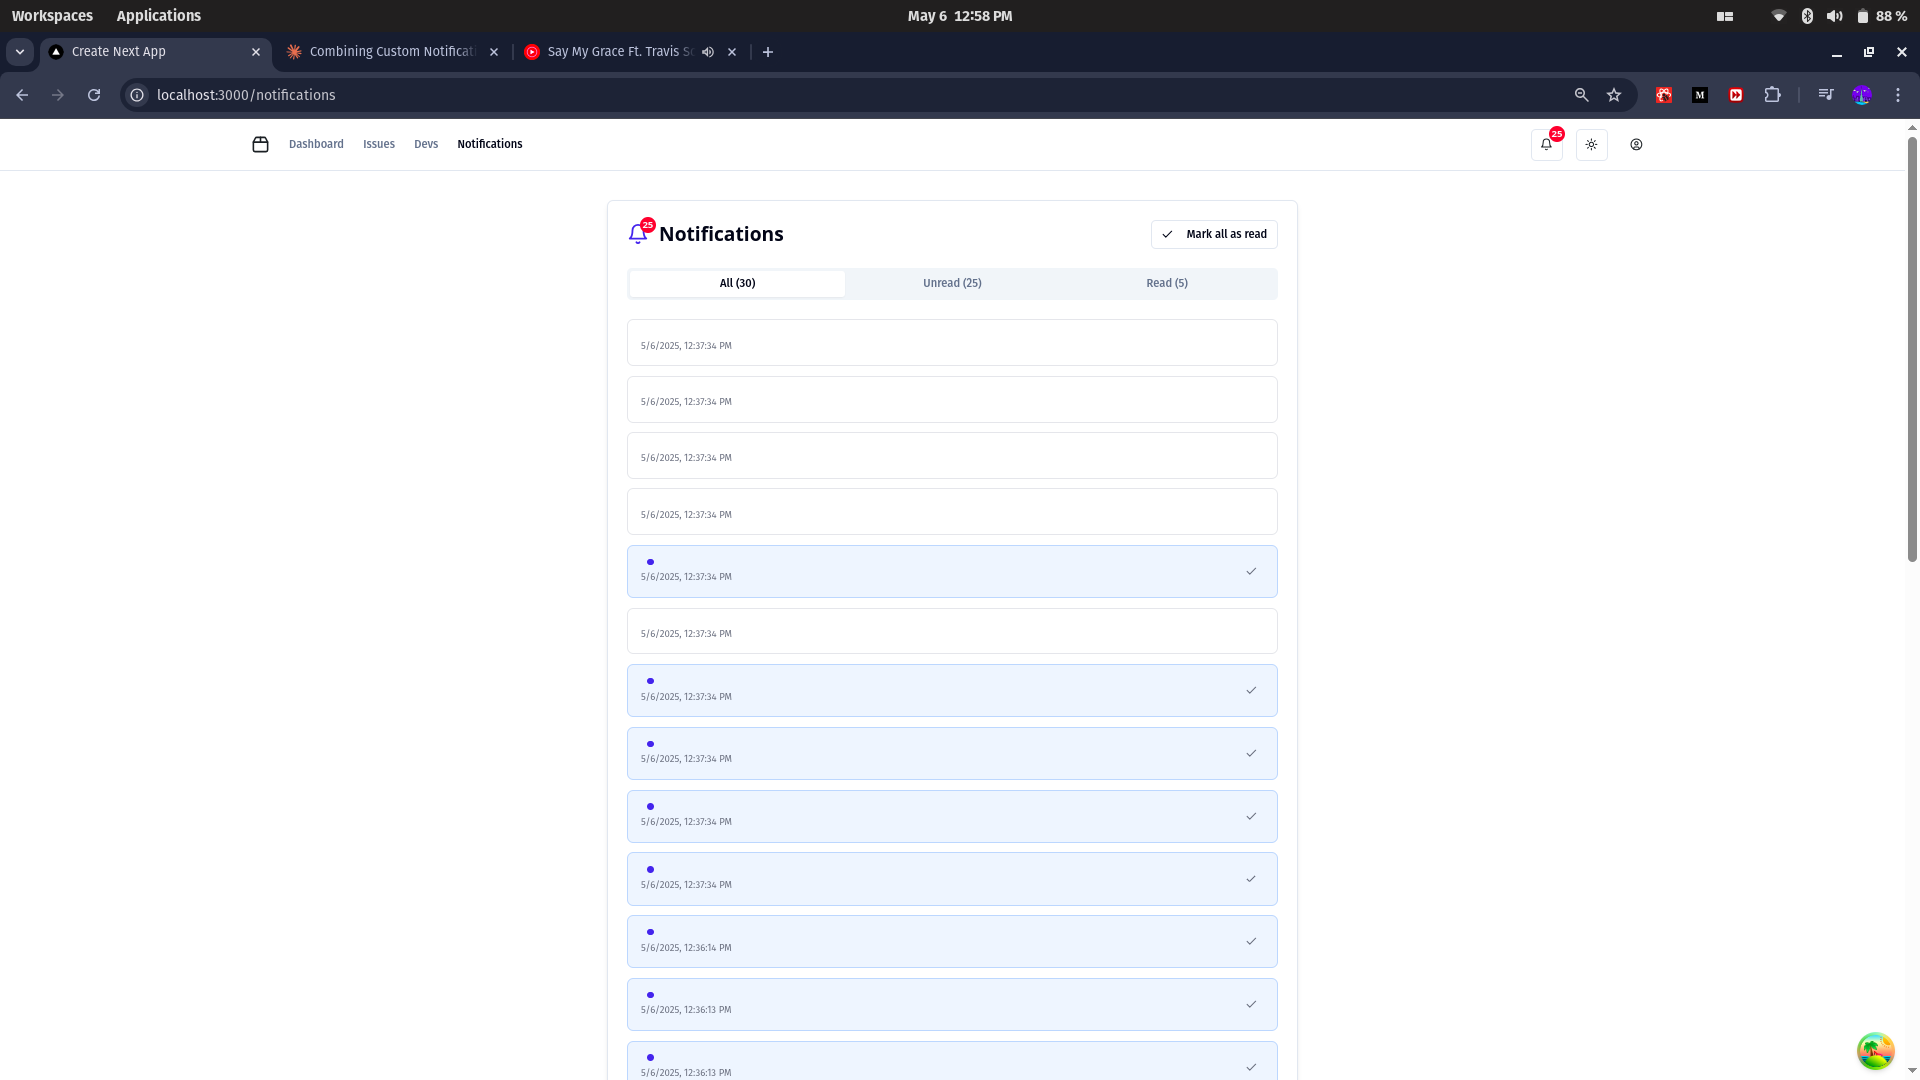 Workspaces Applications May 6 12:58 PM 88 %
Create Next App Combining Custom Notificat Say My Grace Ft. Travis Sc
localhost:3000/notifications M
Dashboard Issues Devs Notifications 25
25 Notifications Mark all as read
All (30) Unread (25) Read (5)
5/6/2025, 12:37:34 PM
5/6/2025, 12:37:34 PM
5/6/2025, 12:37:34 PM
5/6/2025, 12:37:34 PM
5/6/2025, 12:37:34 PM
5/6/2025, 12:37:34 PM
5/6/2025, 12:37:34 PM
5/6/2025, 12:37:34 PM
5/6/2025, 12:37:34 PM
5/6/2025, 12:37:34 PM
5/6/2025, 12:36:14 PM
5/6/2025, 12:36:13 PM
5/6/2025, 12:36:13 PM